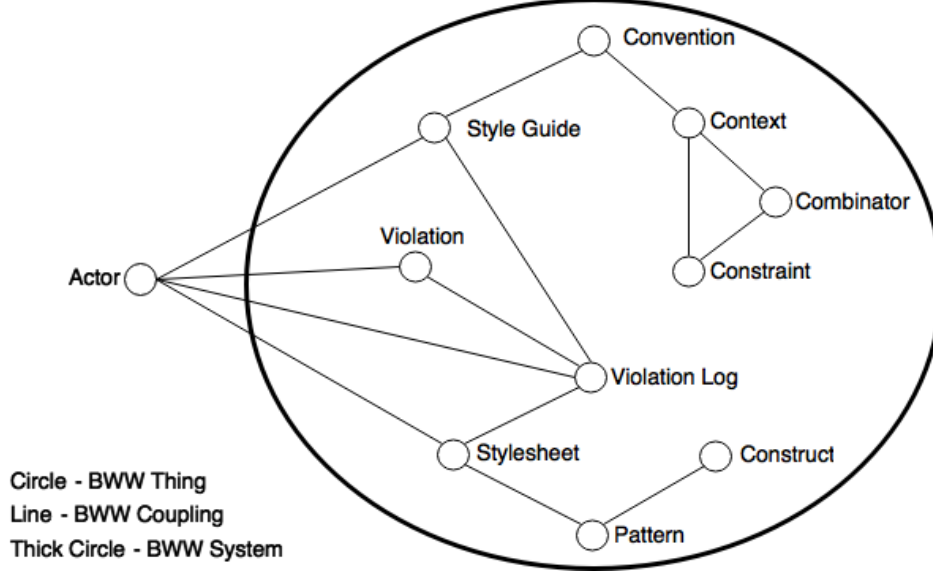 Convention
Context
Style Guide
Combinator
Violation
Constraint
Actor
Violation Log
Stylesheet
Construct
Pattern
Circle - BWW Thing
Line - BWW Coupling
Thick Circle - BWW System